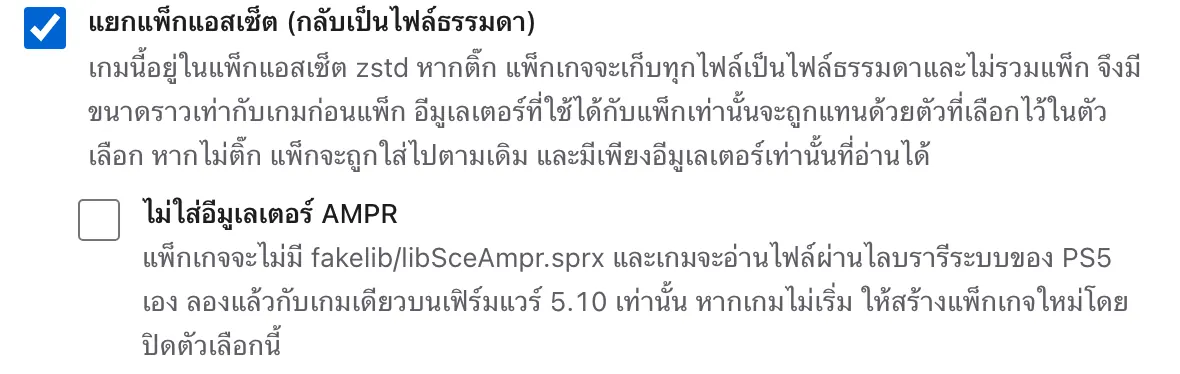 แยกแพ็กแอสเซ็ต (กลับเป็นไฟล์ธรรมดา)
เกมนี้อยู่ในแพ็กแอสเซ็ต zstd หากติ๊ก แพ็กเกจจะเก็บทุกไฟล์เป็นไฟล์ธรรมดาและไม่รวมแพ็ก จึงมี
ขนาดราวเท่ากับเกมก่อนแพ็ก อีมูเลเตอร์ที่ใช้ได้กับแพ็กเท่านั้นจะถูกแทนด้วยตัวที่เลือกไว้ในตัว
เลือก หากไม่ติ๊ก แพ็กจะถูกใส่ไปตามเดิม และมีเพียงอีมูเลเตอร์เท่านั้นที่อ่านได้
ไม่ใส่อีมูเลเตอร์ AMPR
แพ็กเกจจะไม่มี fakelib/libSceAmpr.sprx และเกมจะอ่านไฟล์ผ่านไลบรารีระบบของ PS5
เอง ลองแล้วกับเกมเดียวบนเฟิร์มแวร์ 5.10 เท่านั้น หากเกมไม่เริ่ม ให้สร้างแพ็กเกจใหม่โดย
ปิดตัวเลือกนี้